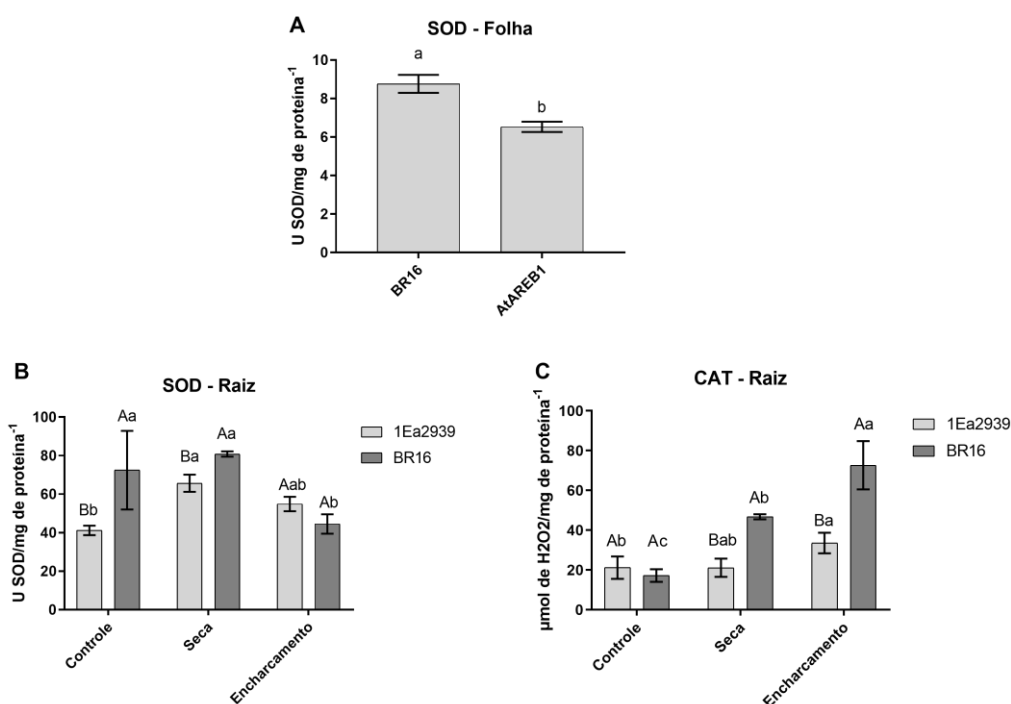 A
SOD - Folha
U SOD/mg de proteína-1
10
8
6
4
2
0
a
b
BR16
AtAREB1
B
SOD - Raiz
U SOD/mg de proteína-1
100
80
60
40
20
0
Bb
Aa
Ba
Aa
Aab
Ab
Controle
Seca
Encharcamento
1Ea2939
BR16
C
CAT - Raiz
µmol de H2O2/mg de proteína-1
100
80
60
40
20
0
Ab
Ac
Bab
Ab
Ba
Aa
Controle
Seca
Encharcamento
1Ea2939
BR16